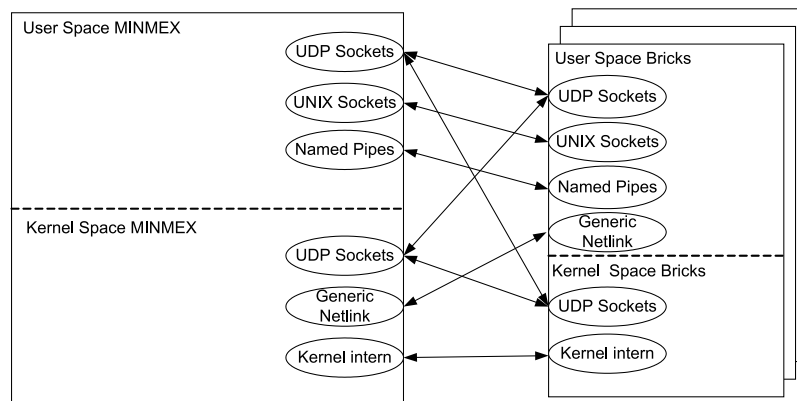 User Space MINMEX
UDP Sockets
UNIX Sockets
Named Pipes
Kernel Space MINMEX
UDP Sockets
Generic
Netlink
Kernel intern
User Space Bricks
UDP Sockets
UNIX Sockets
Named Pipes
Generic
Netlink
Kernel Space Bricks
UDP Sockets
Kernel intern